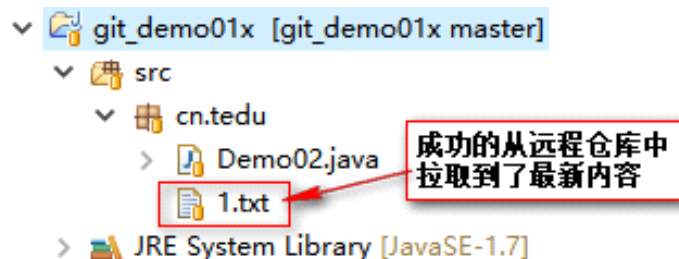 git_demo01x [git_demo01x master]
src
cn.tedu
Demo02.java
成功的从远程仓库中
拉取到了最新内容
1.txt
JRE System Library [JavaSE-1.7]